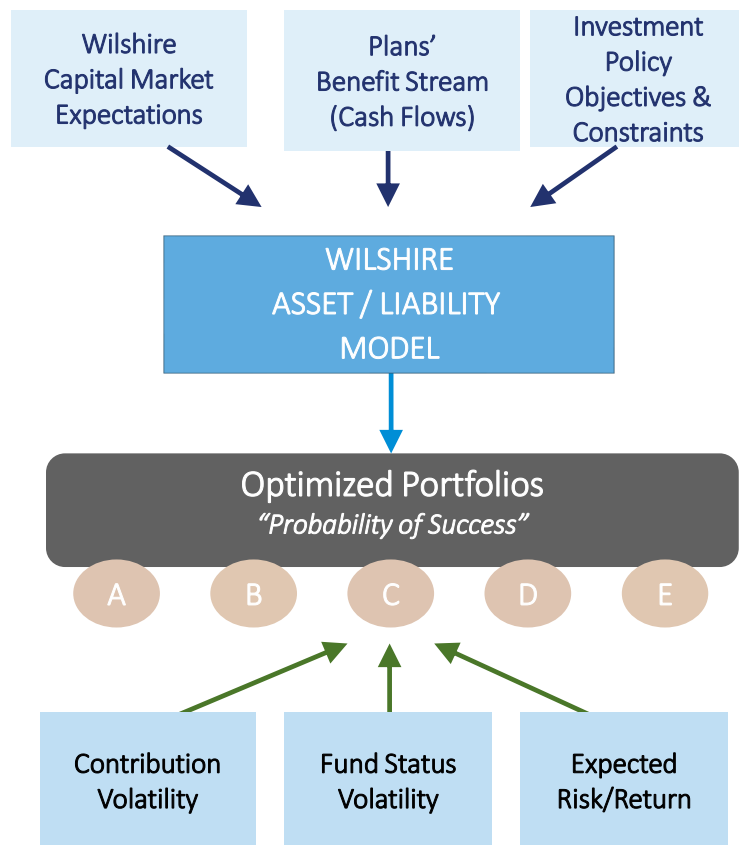 Wilshire
Capital Market
Expectations
Plans’
Benefit Stream
(Cash Flows)
Investment
Policy
Objectives &
Constraints
WILSHIRE
ASSET / LIABILITY
MODEL
Optimized Portfolios
“Probability of Success”
A
B
C
D
E
Contribution
Volatility
Fund Status
Volatility
Expected
Risk/Return